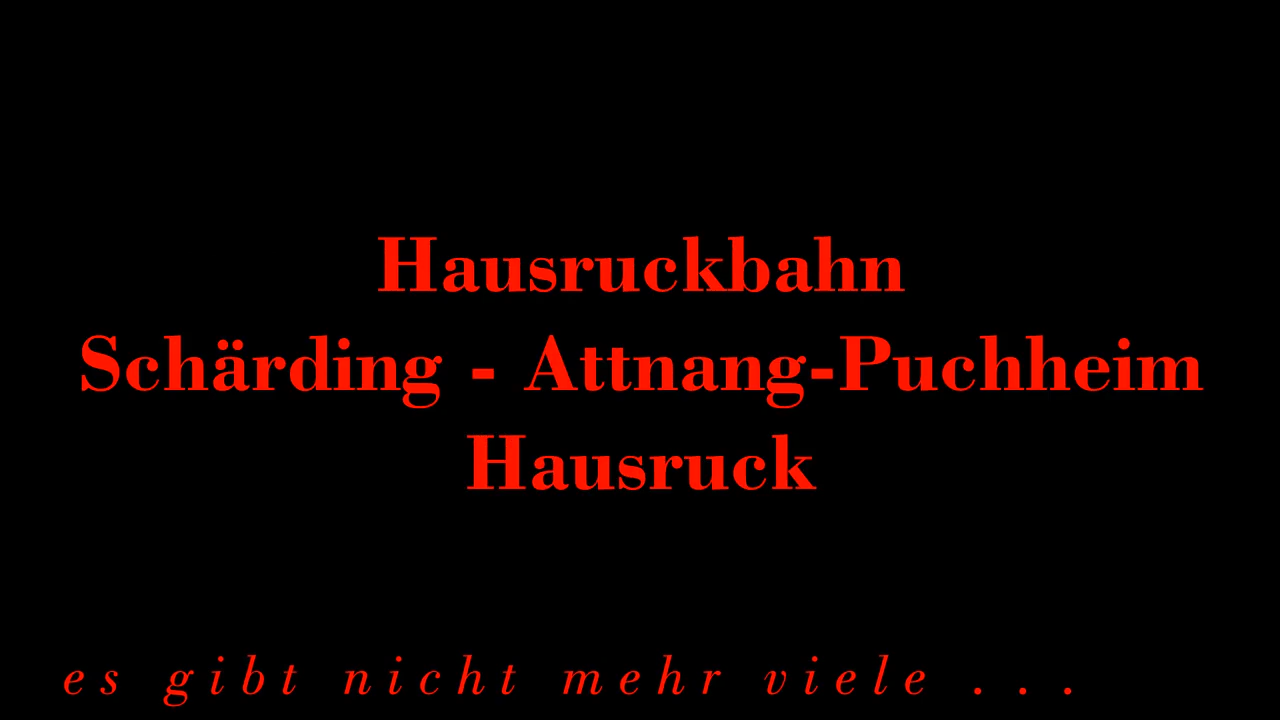 Hausruckbahn
Schärding - Attnang-Puchheim
Hausruck
es gibt nicht mehr viele . . .